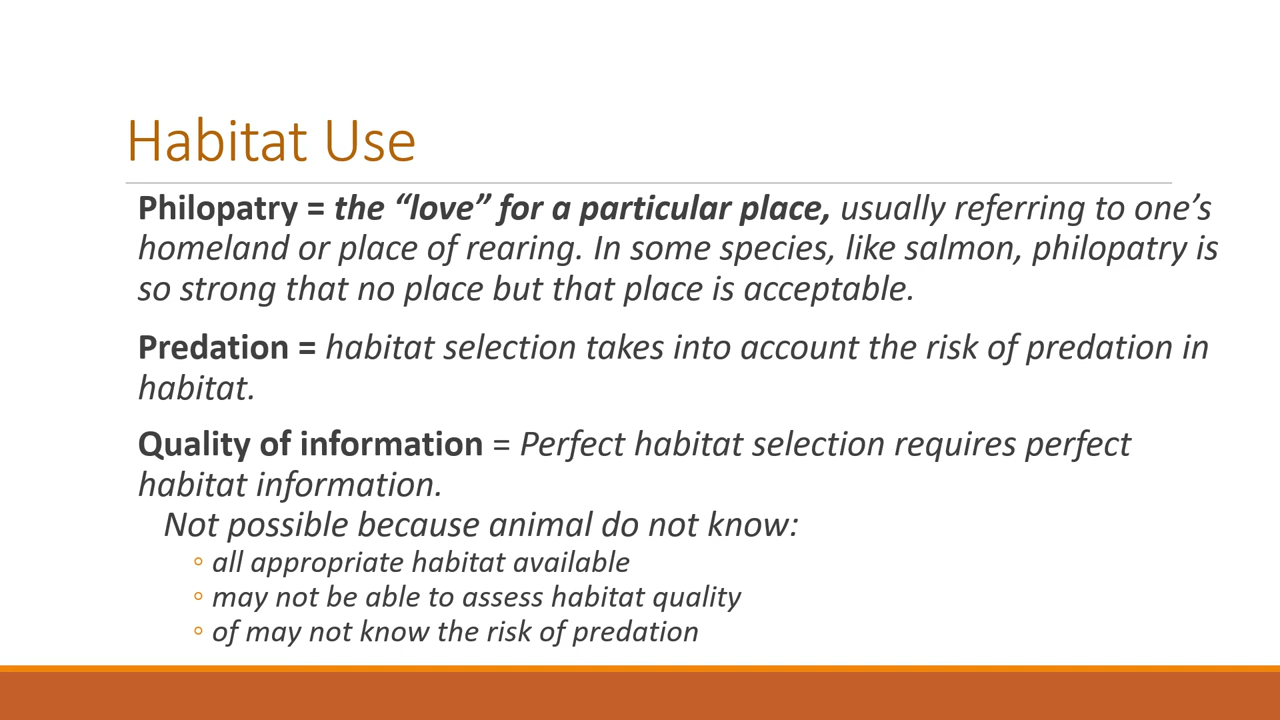 Habitat Use
Philopatry = the “love” for a particular place, usually referring to one’s
homeland or place of rearing. In some species, like salmon, philopatry is
so strong that no place but that place is acceptable.
Predation = habitat selection takes into account the risk of predation in
habitat.
Quality of information = Perfect habitat selection requires perfect
habitat information.
Not possible because animal do not know:
◦ all appropriate habitat available
◦ may not be able to assess habitat quality
◦ of may not know the risk of predation